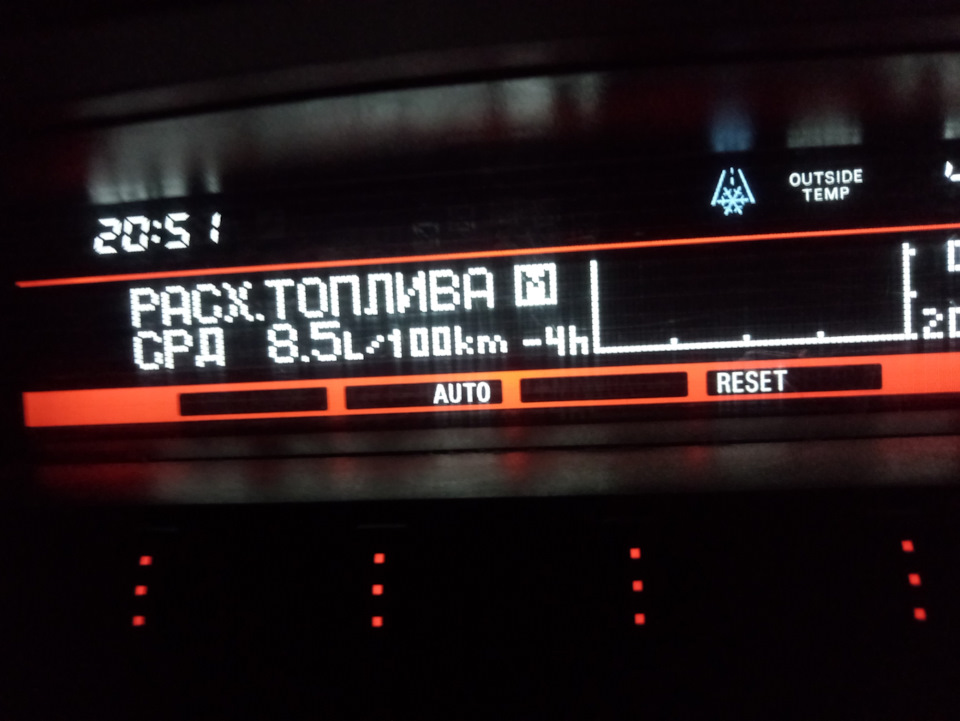 OUTSIDE
TEMP
20:51
РАСХ.ТОПЛИВА M
СРД 8.5L/100km -4h
AUTO
RESET